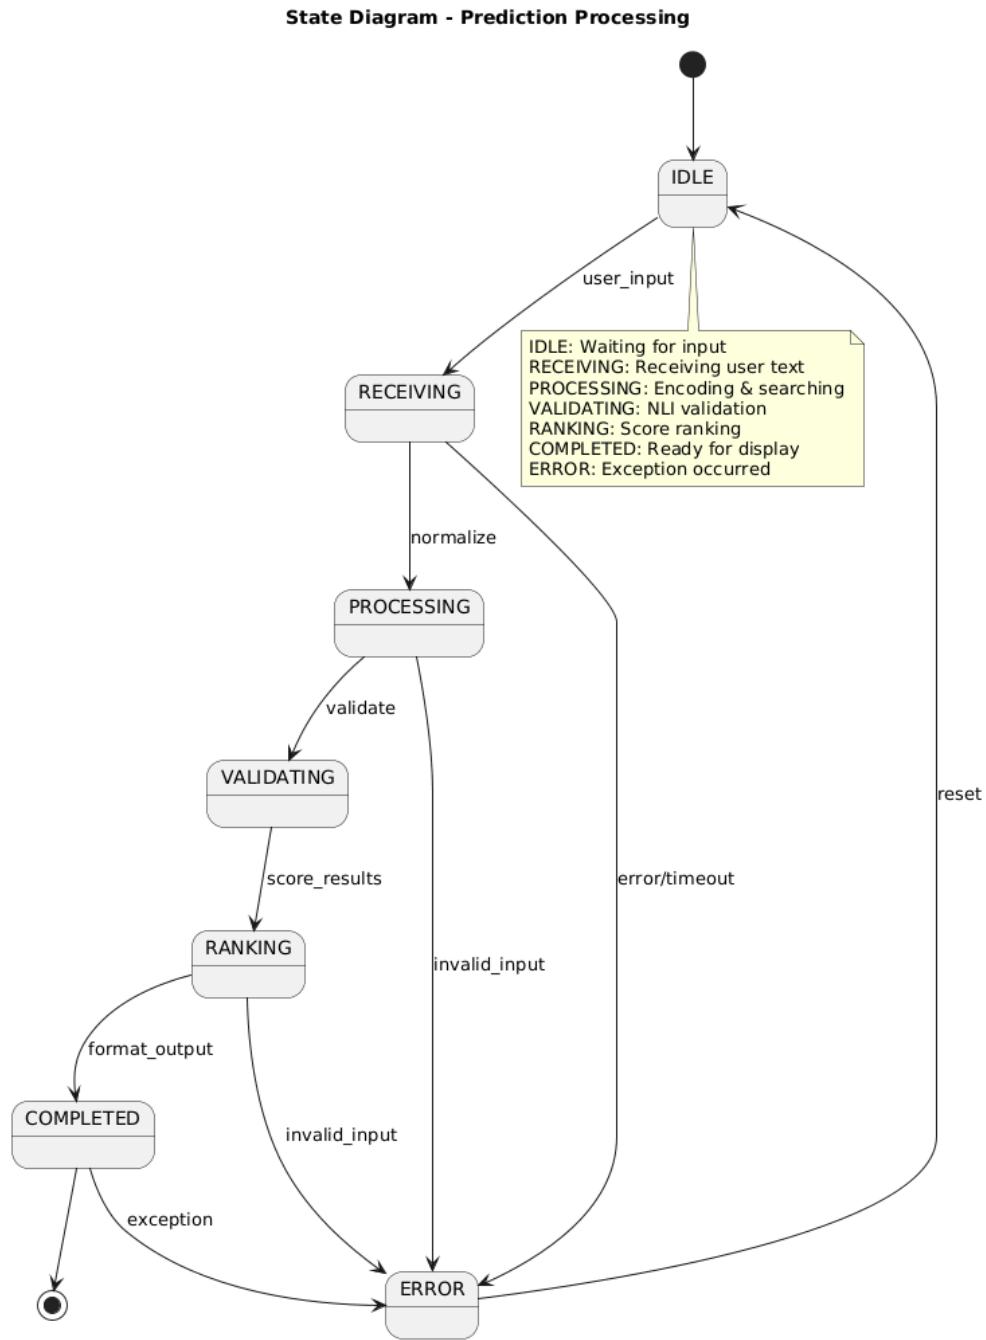 State Diagram - Prediction Processing
IDLE
user_input
IDLE: Waiting for input
RECEIVING: Receiving user text
PROCESSING: Encoding & searching
VALIDATING: NLI validation
RANKING: Score ranking
COMPLETED: Ready for display
ERROR: Exception occurred
RECEIVING
normalize
PROCESSING
validate
VALIDATING
reset
score_results
error/timeout
RANKING
invalid_input
format_output
COMPLETED
invalid_input
exception
ERROR